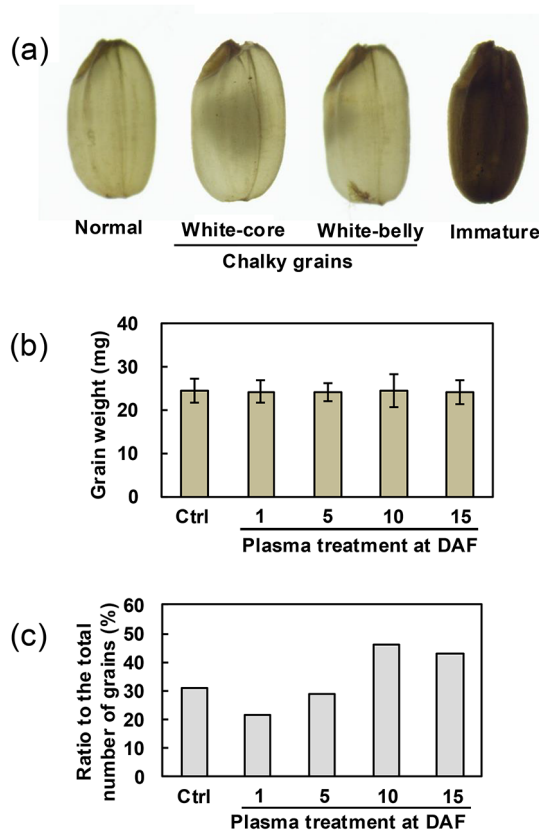 (a)
Normal White-core White-belly Immature
Chalky grains
(b)
Grain weight (mg)
40
30
20
10
0
Ctrl 1 5 10 15
Plasma treatment at DAF
(c)
Ratio to the total
number of grains (%)
60
50
40
30
20
10
0
Ctrl 1 5 10 15
Plasma treatment at DAF